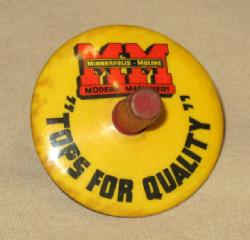 MM
MINNEAPOLIS-MOLINE
MODERN MACHINERY
"TOPS FOR QUALITY"